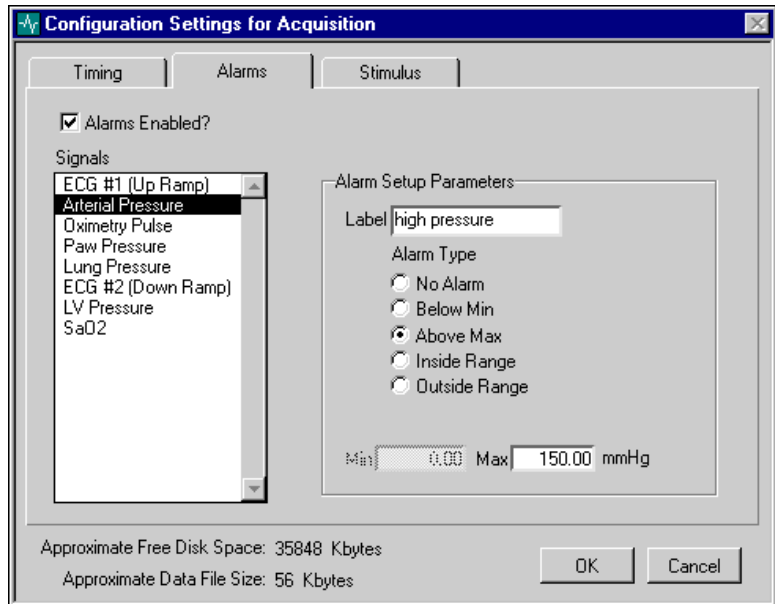 Configuration Settings for Acquisition
Timing
Alarms
Stimulus
Alarms Enabled?
Signals
ECG #1 (Up Ramp)
Arterial Pressure
Oximetry Pulse
Paw Pressure
Lung Pressure
ECG #2 (Down Ramp)
LV Pressure
SaO2
Alarm Setup Parameters
Label high pressure
Alarm Type
No Alarm
Below Min
Above Max
Inside Range
Outside Range
Min 0.00 Max 150.00 mmHg
Approximate Free Disk Space: 35848 Kbytes
Approximate Data File Size: 56 Kbytes
OK
Cancel